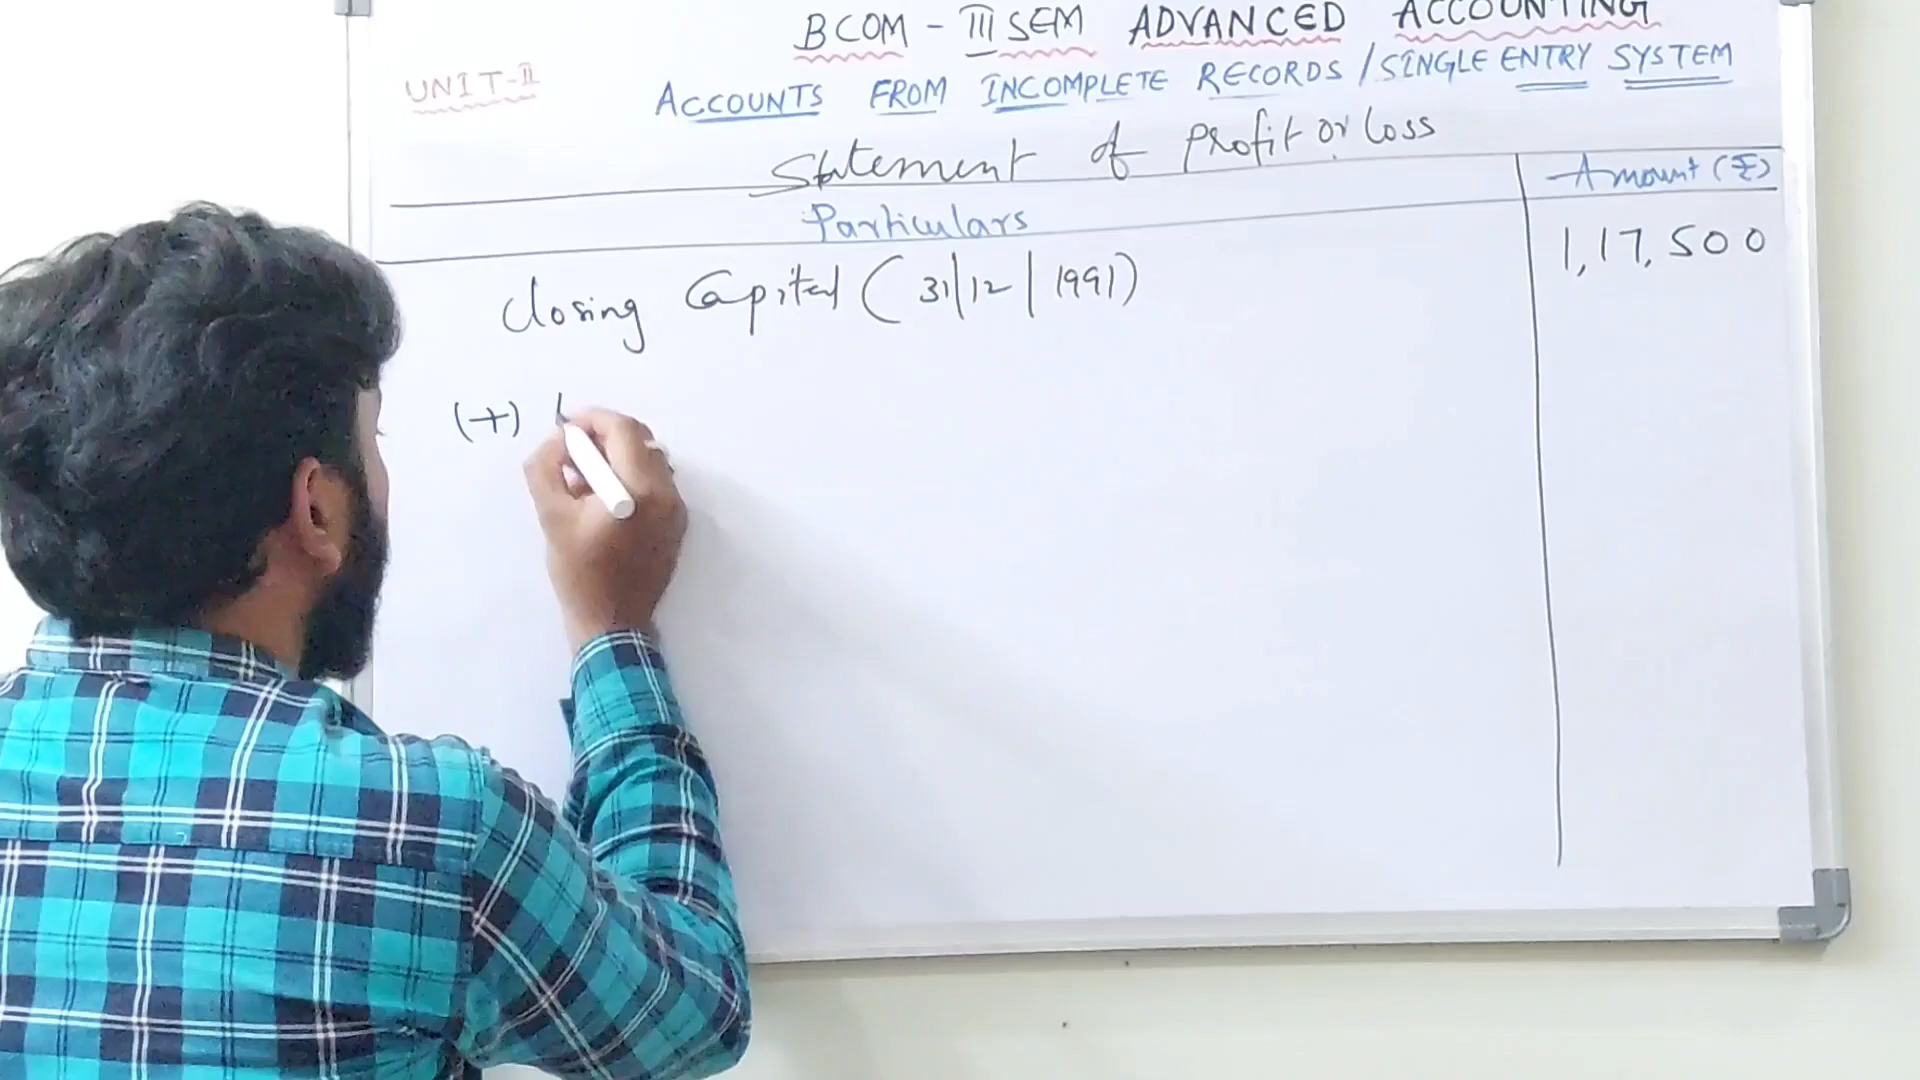 BCOM - III SEM ADVANCED ACCOUNTING
UNIT-II
ACCOUNTS FROM INCOMPLETE RECORDS / SINGLE ENTRY SYSTEM
Statement of Profit or Loss
Particulars
Amount (₹)
Closing Capital (31/12/1991)
1,17,500
(+)